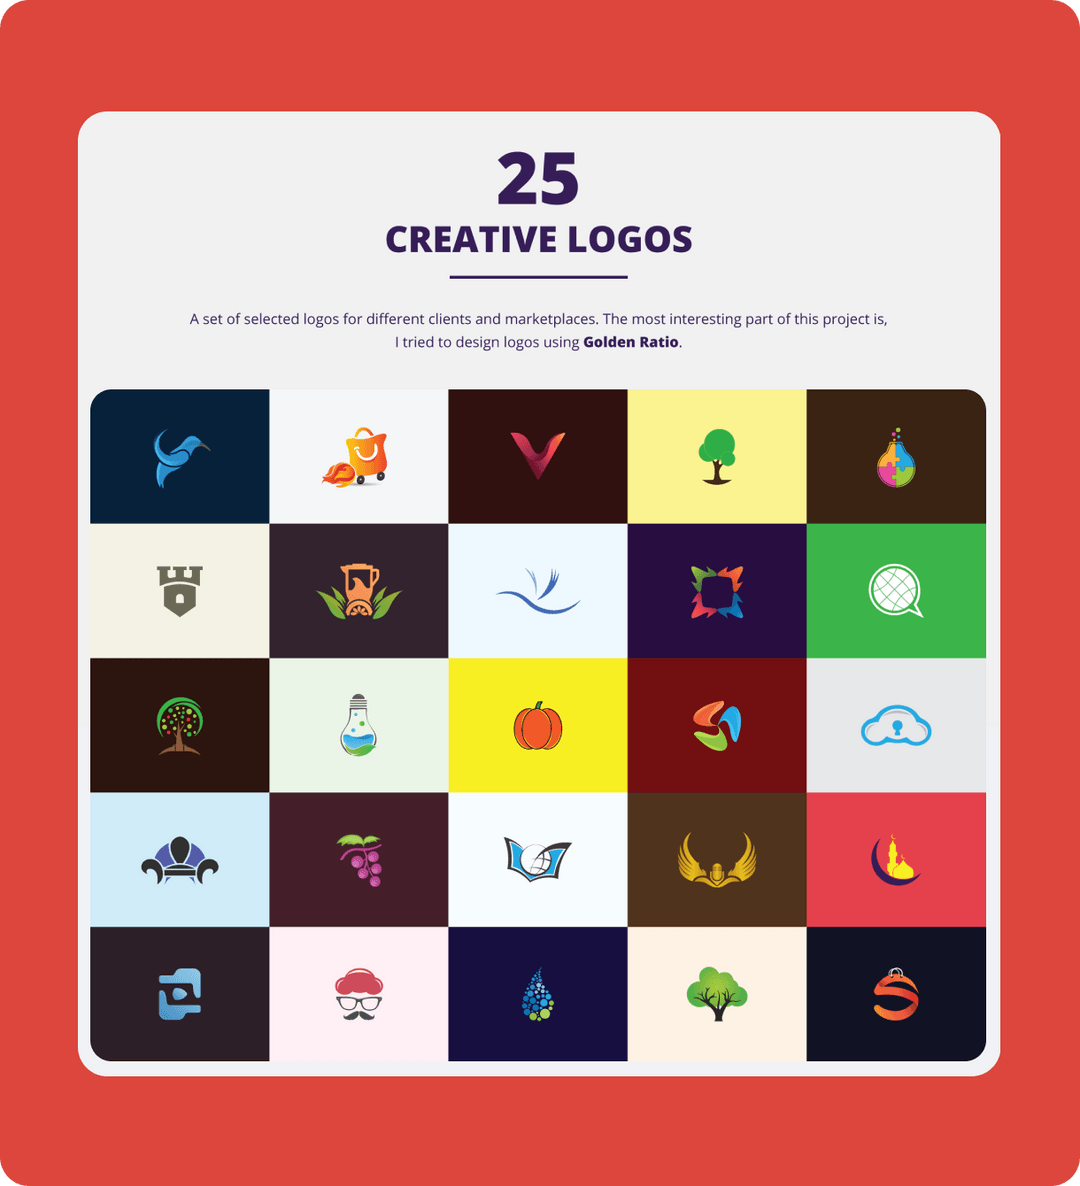 25
CREATIVE LOGOS
A set of selected logos for different clients and marketplaces. The most interesting part of this project is,
I tried to design logos using Golden Ratio.